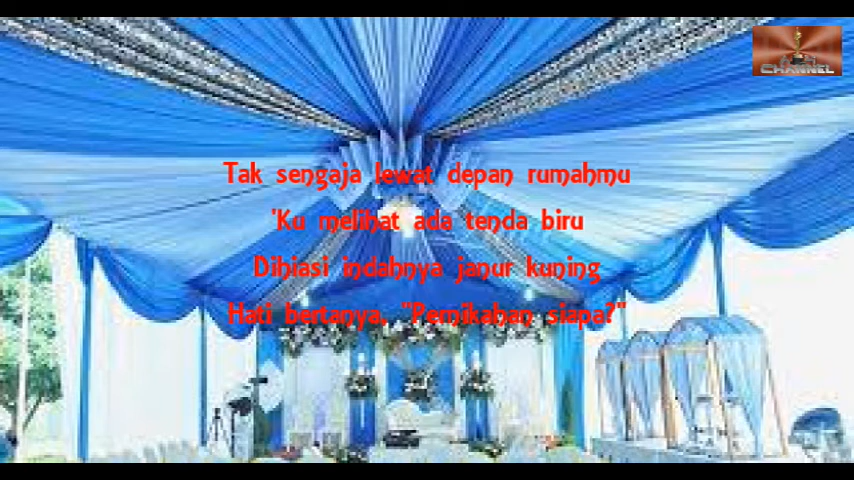 CHANNEL
Tak sengaja lewat depan rumahmu
'Ku melihat ada tenda biru
Dihiasi indahnya janur kuning
Hati bertanya, "Pernikahan siapa?"